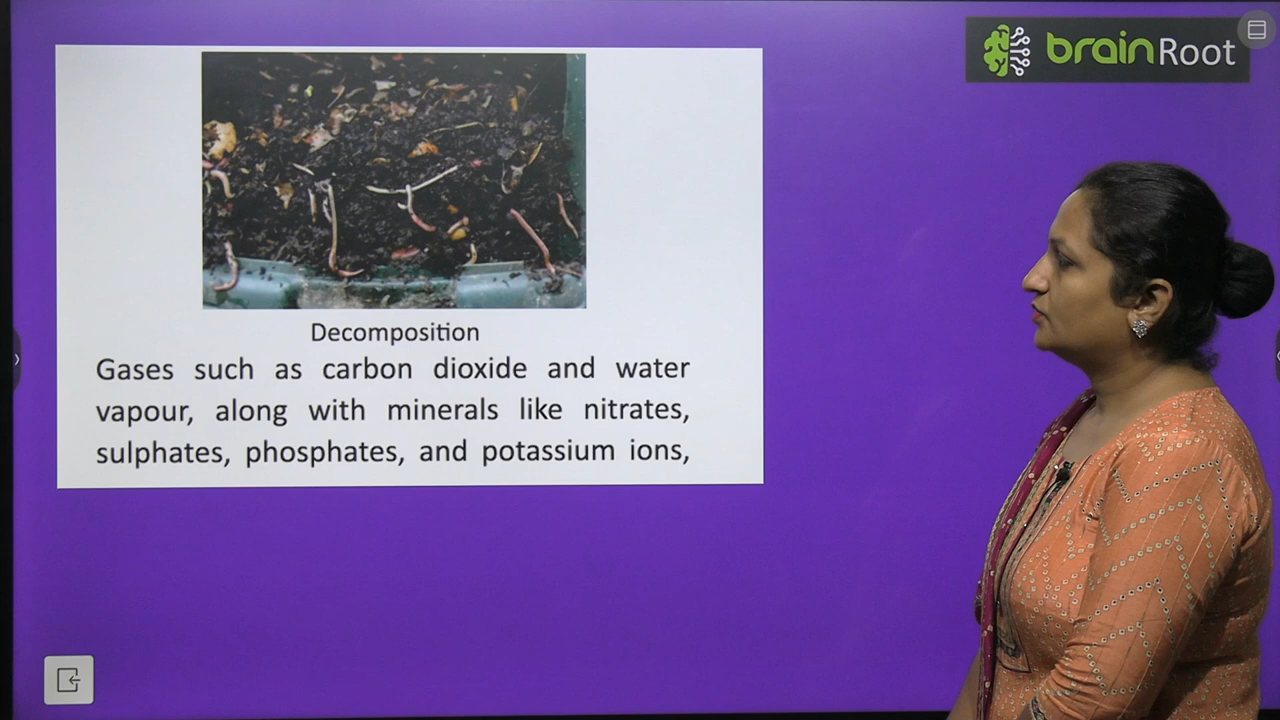 brainRoot
Decomposition
Gases such as carbon dioxide and water
vapour, along with minerals like nitrates,
sulphates, phosphates, and potassium ions,